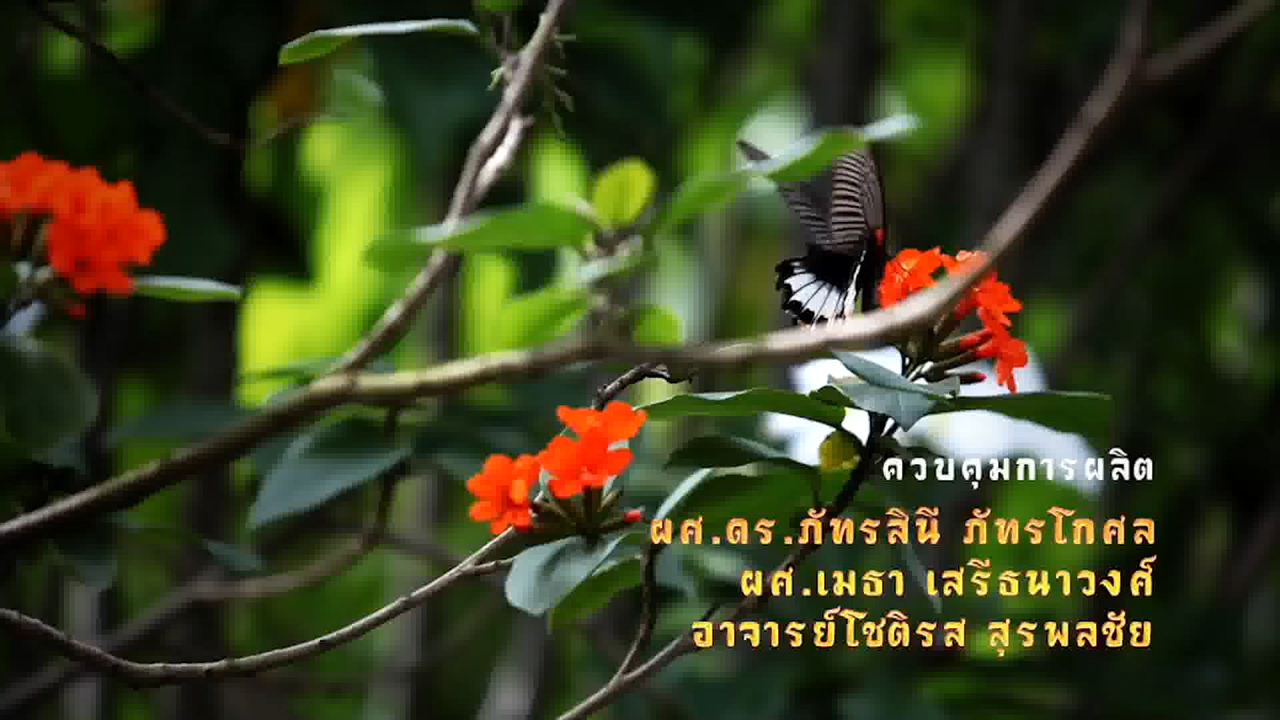 ควบคุมการผลิต
ผศ.ดร.ภัทรสินี ภัทรโกศล
ผศ.เมธา เสรีธนาวงศ์
อาจารย์โชติรส สุรพลชัย